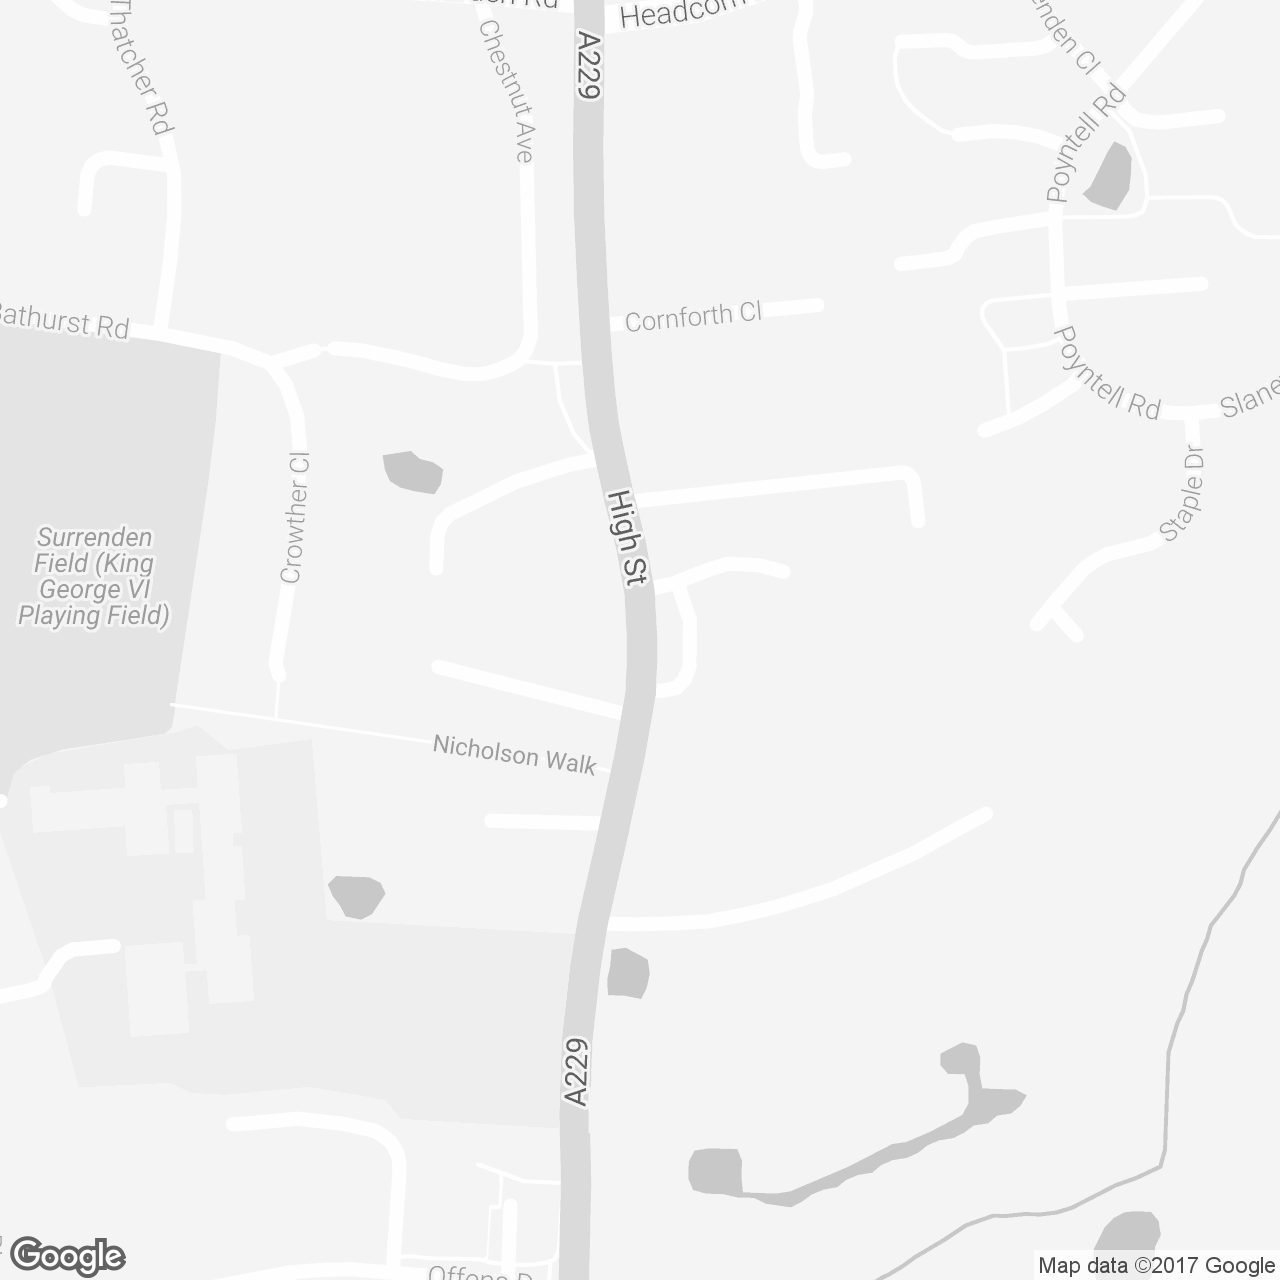 Rd
Headcorn
Thatcher Rd
Chestnut Ave
A229
Poyntell Rd
Cornforth Cl
Bathurst Rd
Poyntell Rd
Staple Dr
Crowther Cl
High St
Surrenden
Field (King
George VI
Playing Field)
Nicholson Walk
A229
Google
Map data ©2017 Google